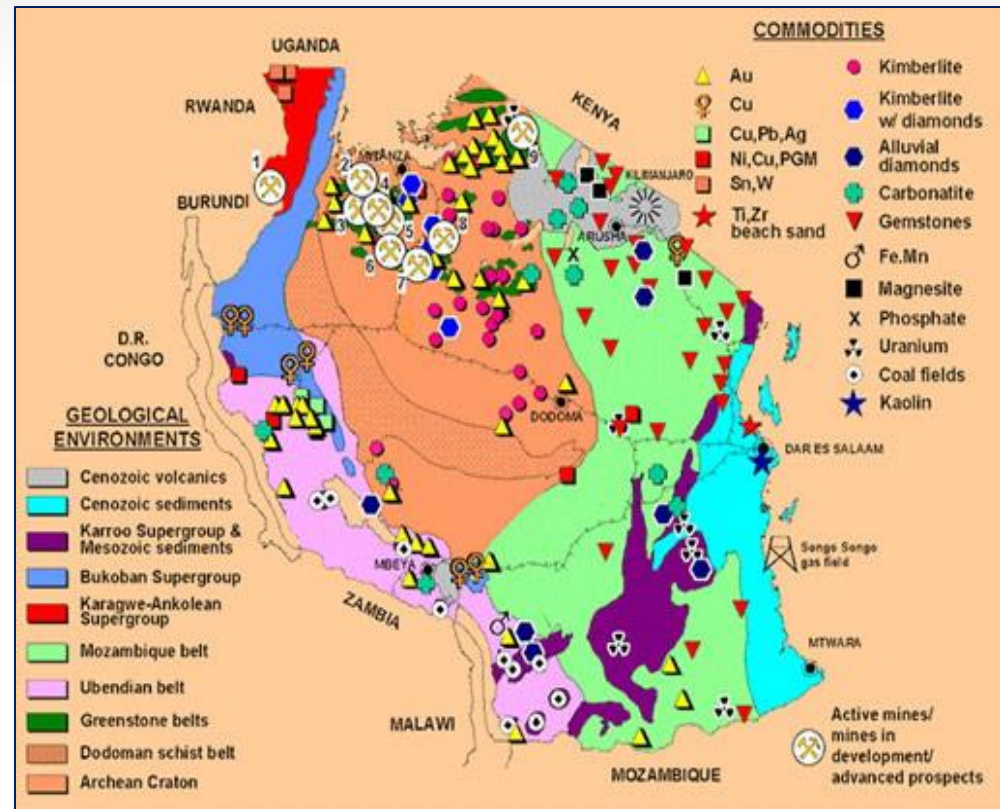 COMMODITIES
Au
Cu
Cu,Pb,Ag
Ni,Cu,PGM
Sn,W
Ti,Zr
beach sand
Kimberlite
Kimberlite
w/ diamonds
Alluvial
diamonds
Carbonatite
Gemstones
Fe.Mn
Magnesite
Phosphate
Uranium
Coal fields
Kaolin
UGANDA
RWANDA
BURUNDI
KENYA
1
2
MWANZA
4
9
3
5
8
6
7
KILIMANJARO
ARUSHA
D.R.
CONGO
DODOMA
DAR ES SALAAM
MBEYA
ZAMBIA
Songo Songo
gas field
MTWARA
MALAWI
MOZAMBIQUE
GEOLOGICAL
ENVIRONMENTS
Cenozoic volcanics
Cenozoic sediments
Karroo Supergroup &
Mesozoic sediments
Bukoban Supergroup
Karagwe-Ankolean
Supergroup
Mozambique belt
Ubendian belt
Greenstone belts
Dodoman schist belt
Archean Craton
Active mines/
mines in
development/
advanced prospects